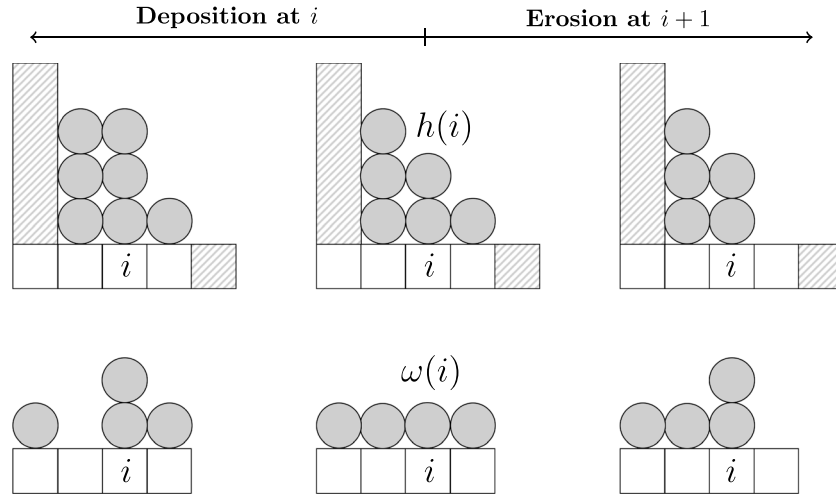 Deposition at i
Erosion at i + 1
h(i)
i
i
i
ω(i)
i
i
i